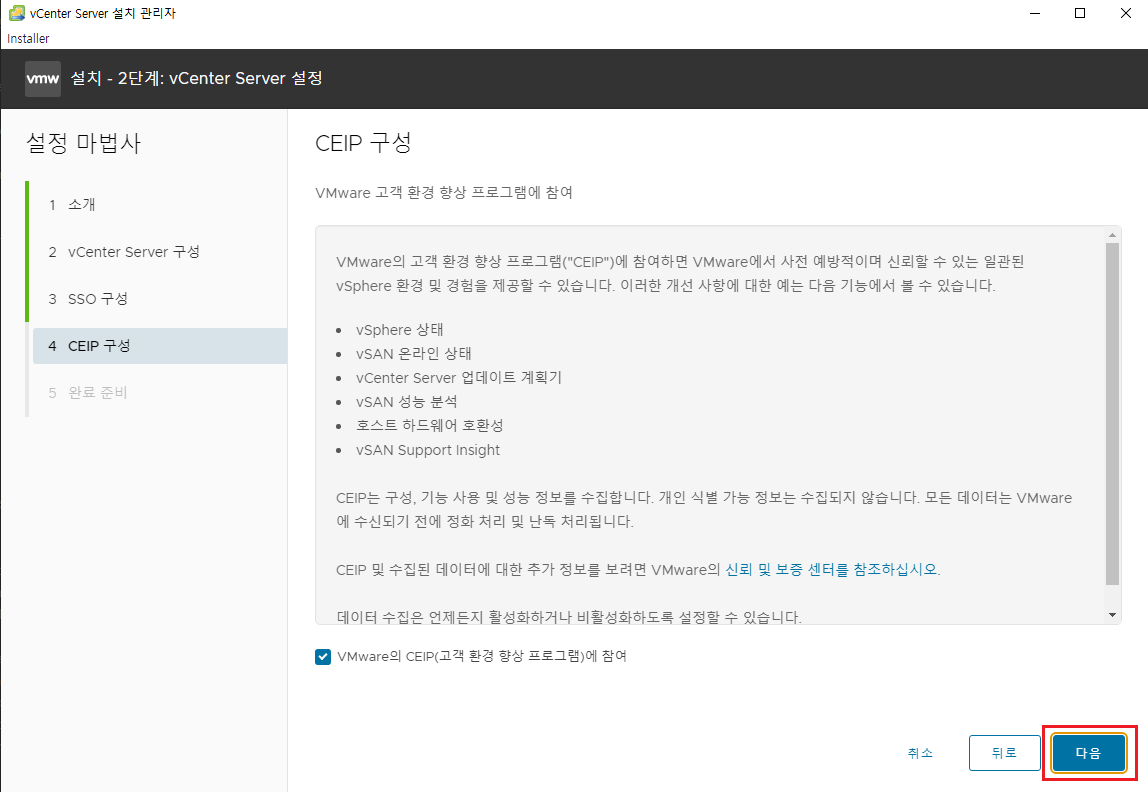 vCenter Server 설치 관리자
Installer
vmw 설치 - 2단계: vCenter Server 설정
설정 마법사
1 소개
2 vCenter Server 구성
3 SSO 구성
4 CEIP 구성
5 완료 준비
CEIP 구성
VMware 고객 환경 향상 프로그램에 참여
VMware의 고객 환경 향상 프로그램("CEIP")에 참여하면 VMware에서 사전 예방적이며 신뢰할 수 있는 일관된
vSphere 환경 및 경험을 제공할 수 있습니다. 이러한 개선 사항에 대한 예는 다음 기능에서 볼 수 있습니다.
• vSphere 상태
• vSAN 온라인 상태
• vCenter Server 업데이트 계획기
• vSAN 성능 분석
• 호스트 하드웨어 호환성
• vSAN Support Insight
CEIP는 구성, 기능 사용 및 성능 정보를 수집합니다. 개인 식별 가능 정보는 수집되지 않습니다. 모든 데이터는 VMware
에 수신되기 전에 정화 처리 및 난독 처리됩니다.
CEIP 및 수집된 데이터에 대한 추가 정보를 보려면 VMware의 신뢰 및 보증 센터를 참조하십시오.
데이터 수집은 언제든지 활성화하거나 비활성화하도록 설정할 수 있습니다.
VMware의 CEIP(고객 환경 향상 프로그램)에 참여
취소 뒤로 다음